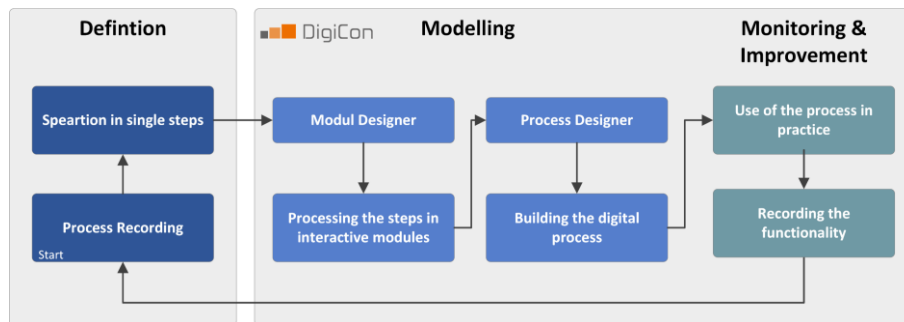 Defintion
DigiCon
Modelling
Monitoring &
Improvement
Speartion in single steps
Modul Designer
Process Designer
Use of the process in
practice
Process Recording
Start
Processing the steps in
interactive modules
Building the digital
process
Recording the
functionality